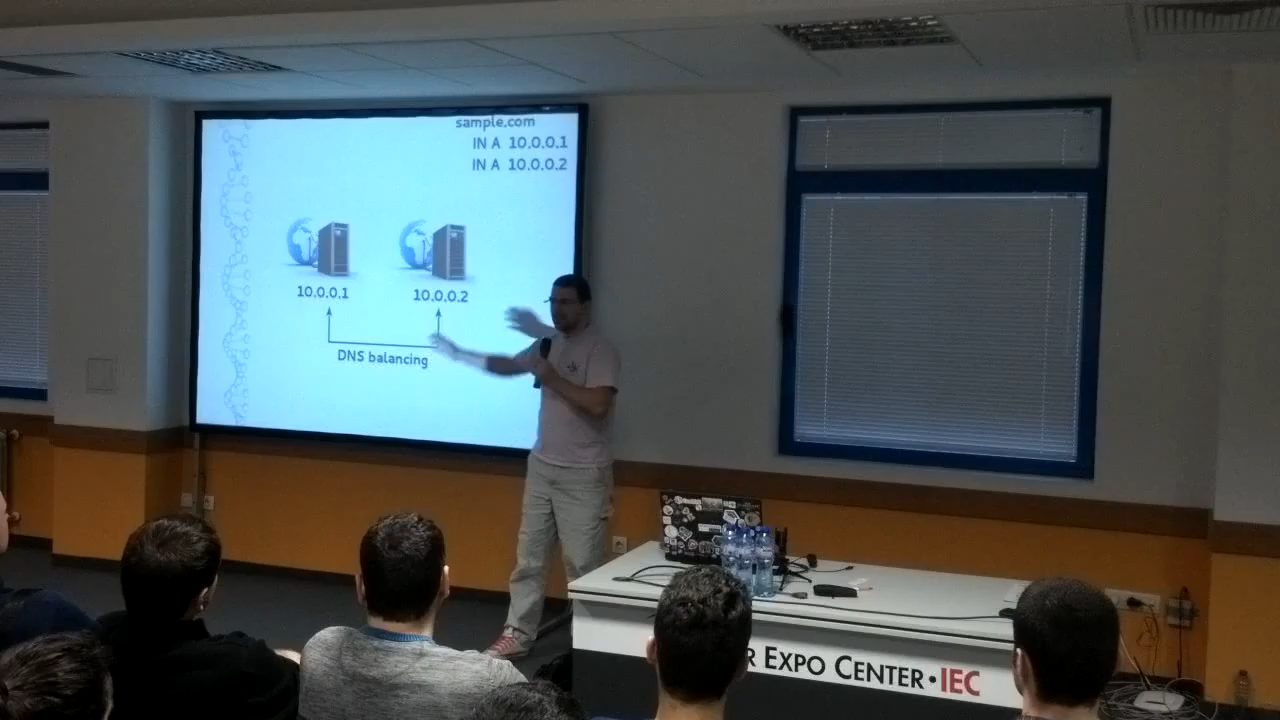 sample.com
IN A 10.0.0.1
IN A 10.0.0.2
10.0.0.1
10.0.0.2
DNS balancing
R EXPO CENTER • IEC